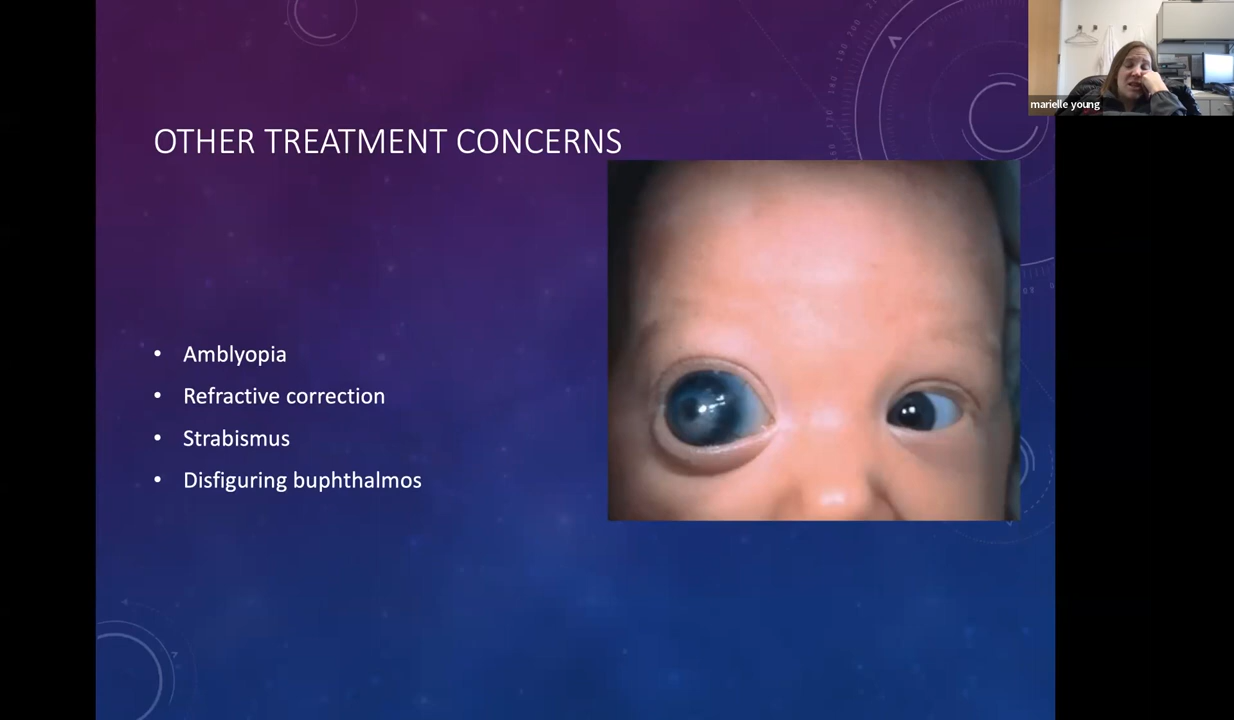 OTHER TREATMENT CONCERNS
• Amblyopia
• Refractive correction
• Strabismus
• Disfiguring buphthalmos
marielle young